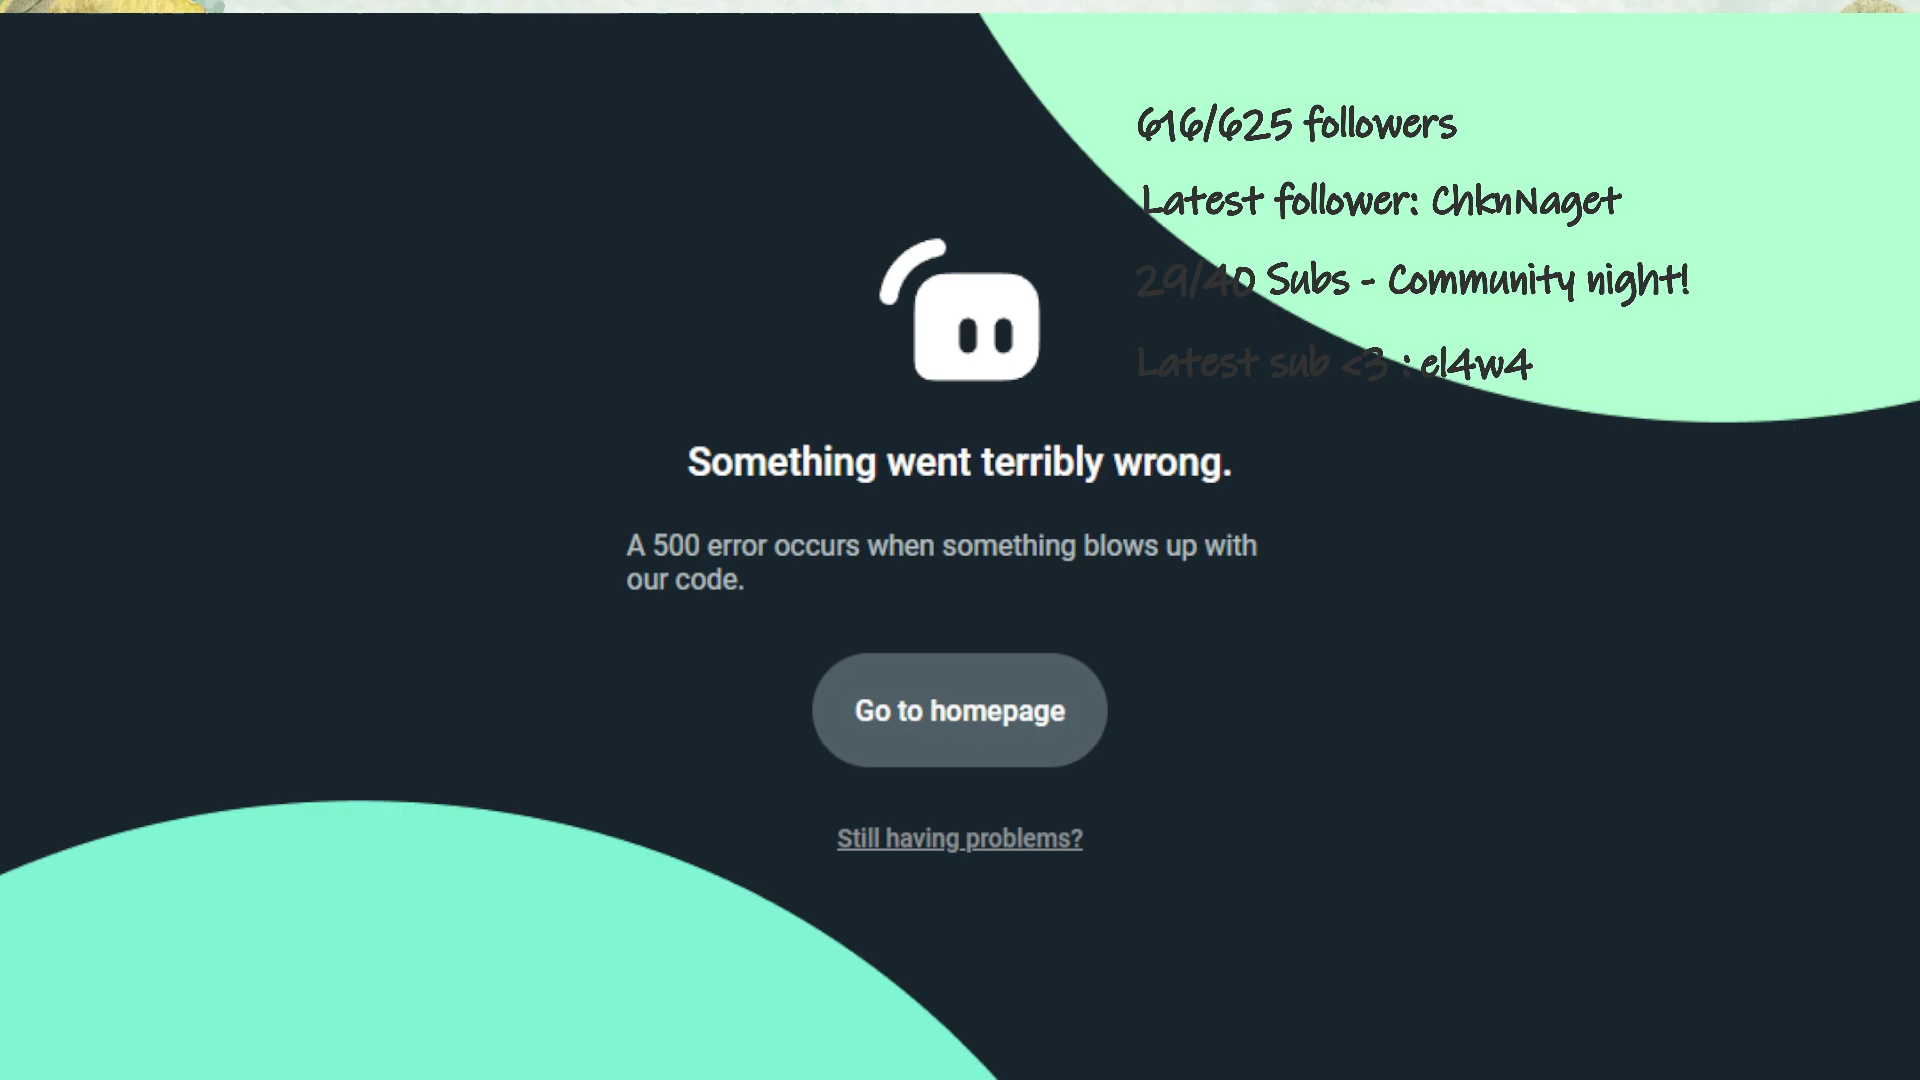 616/625 followers
Latest follower: ChknNaget
29/40 Subs - Community night!
Latest sub <3 : el4w4
Something went terribly wrong.
A 500 error occurs when something blows up with
our code.
Go to homepage
Still having problems?